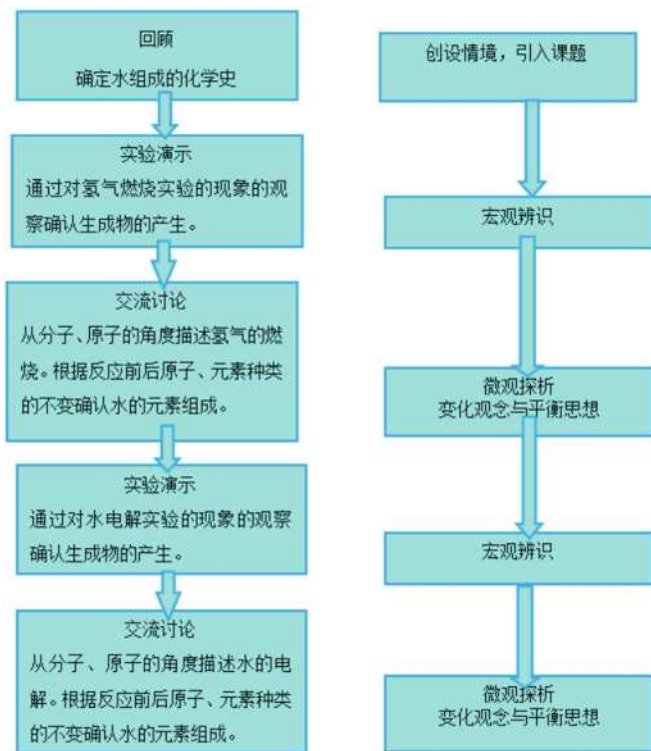 回顾
确定水组成的化学史
实验演示
通过对氢气燃烧实验的现象的观
察确认生成物的产生。
交流讨论
从分子、原子的角度描述氢气的燃
烧。根据反应前后原子、元素种类
的不变确认水的元素组成。
实验演示
通过对水电解实验的现象的观察
确认生成物的产生。
交流讨论
从分子、原子的角度描述水的电
解。根据反应前后原子、元素种类
的不变确认水的元素组成。
创设情境，引入课题
宏观辨识
微观探析
变化观念与平衡思想
宏观辨识
微观探析
变化观念与平衡思想